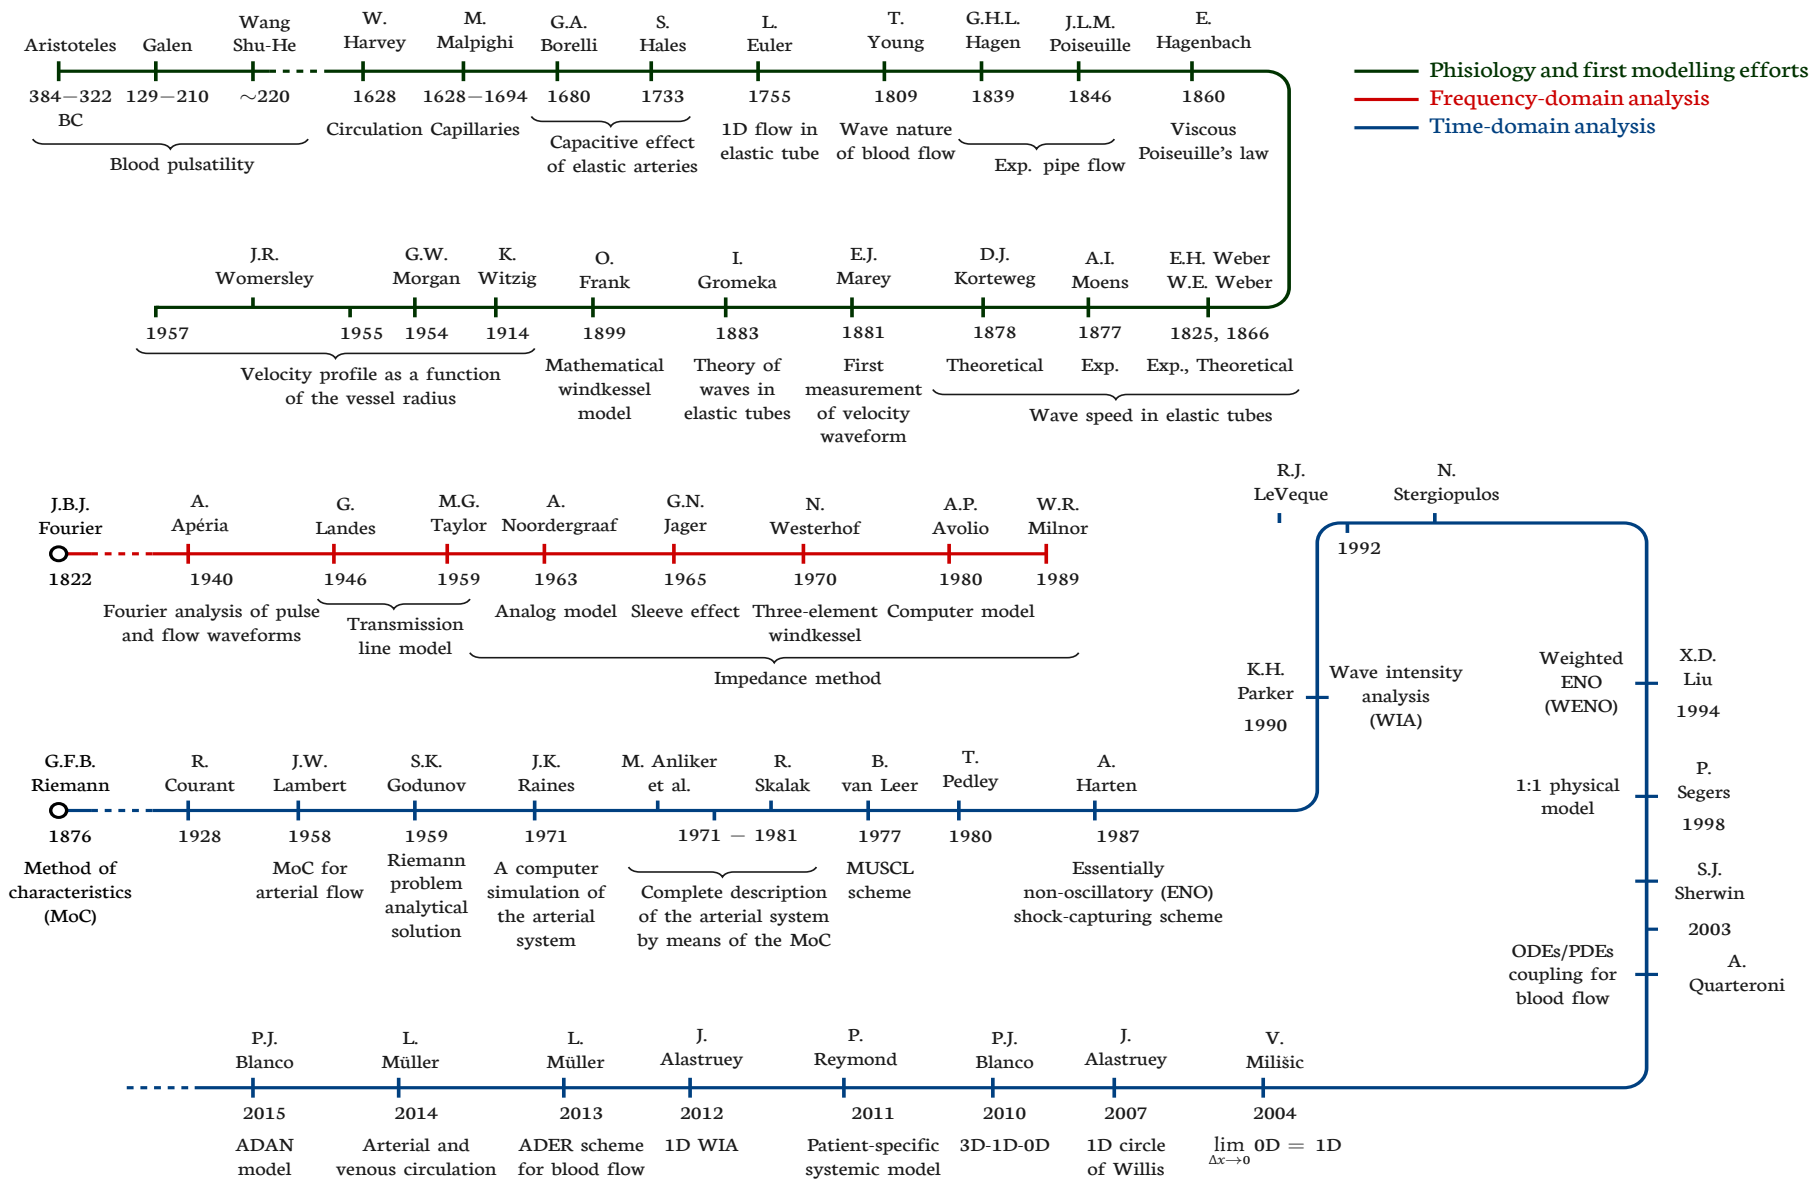 Aristoteles
384−322
BC
Galen
129−210
Wang
Shu-He
∼220
Blood pulsatility
W.
Harvey
1628
Circulation
M.
Malpighi
1628−1694
Capillaries
G.A.
Borelli
1680
S.
Hales
1733
Capacitive effect
of elastic arteries
L.
Euler
1755
1D flow in
elastic tube
T.
Young
1809
Wave nature
of blood flow
G.H.L.
Hagen
1839
J.L.M.
Poiseuille
1846
Exp. pipe flow
E.
Hagenbach
1860
Viscous
Poiseuille's law
Phisiology and first modelling efforts
Frequency-domain analysis
Time-domain analysis
J.R.
Womersley
1957
1955
G.W.
Morgan
1954
K.
Witzig
1914
Velocity profile as a function
of the vessel radius
O.
Frank
1899
Mathematical
windkessel
model
I.
Gromeka
1883
Theory of
waves in
elastic tubes
E.J.
Marey
1881
First
measurement
of velocity
waveform
D.J.
Korteweg
1878
Theoretical
A.I.
Moens
1877
Exp.
E.H. Weber
W.E. Weber
1825, 1866
Exp., Theoretical
Wave speed in elastic tubes
J.B.J.
Fourier
1822
A.
Apéria
1940
Fourier analysis of pulse
and flow waveforms
G.
Landes
1946
M.G.
Taylor
1959
Transmission
line model
A.
Noordergraaf
1963
Analog model
G.N.
Jager
1965
Sleeve effect
N.
Westerhof
1970
Three-element
windkessel
A.P.
Avolio
1980
Computer model
W.R.
Milnor
1989
Impedance method
R.J.
LeVeque
1992
N.
Stergiopulos
K.H.
Parker
1990
Wave intensity
analysis
(WIA)
Weighted
ENO
(WENO)
X.D.
Liu
1994
1:1 physical
model
P.
Segers
1998
S.J.
Sherwin
2003
A.
Quarteroni
ODEs/PDEs
coupling for
blood flow
G.F.B.
Riemann
1876
Method of
characteristics
(MoC)
R.
Courant
1928
J.W.
Lambert
1958
MoC for
arterial flow
S.K.
Godunov
1959
Riemann
problem
analytical
solution
J.K.
Raines
1971
A computer
simulation of
the arterial
system
M. Anliker
et al.
R.
Skalak
1971 − 1981
Complete description
of the arterial system
by means of the MoC
B.
van Leer
1977
MUSCL
scheme
T.
Pedley
1980
A.
Harten
1987
Essentially
non-oscillatory (ENO)
shock-capturing scheme
P.J.
Blanco
2015
ADAN
model
L.
Müller
2014
Arterial and
venous circulation
L.
Müller
2013
ADER scheme
for blood flow
J.
Alastruey
2012
1D WIA
P.
Reymond
2011
Patient-specific
systemic model
P.J.
Blanco
2010
3D-1D-0D
J.
Alastruey
2007
1D circle
of Willis
V.
Milišic
2004
lim 0D = 1D
Δx→0